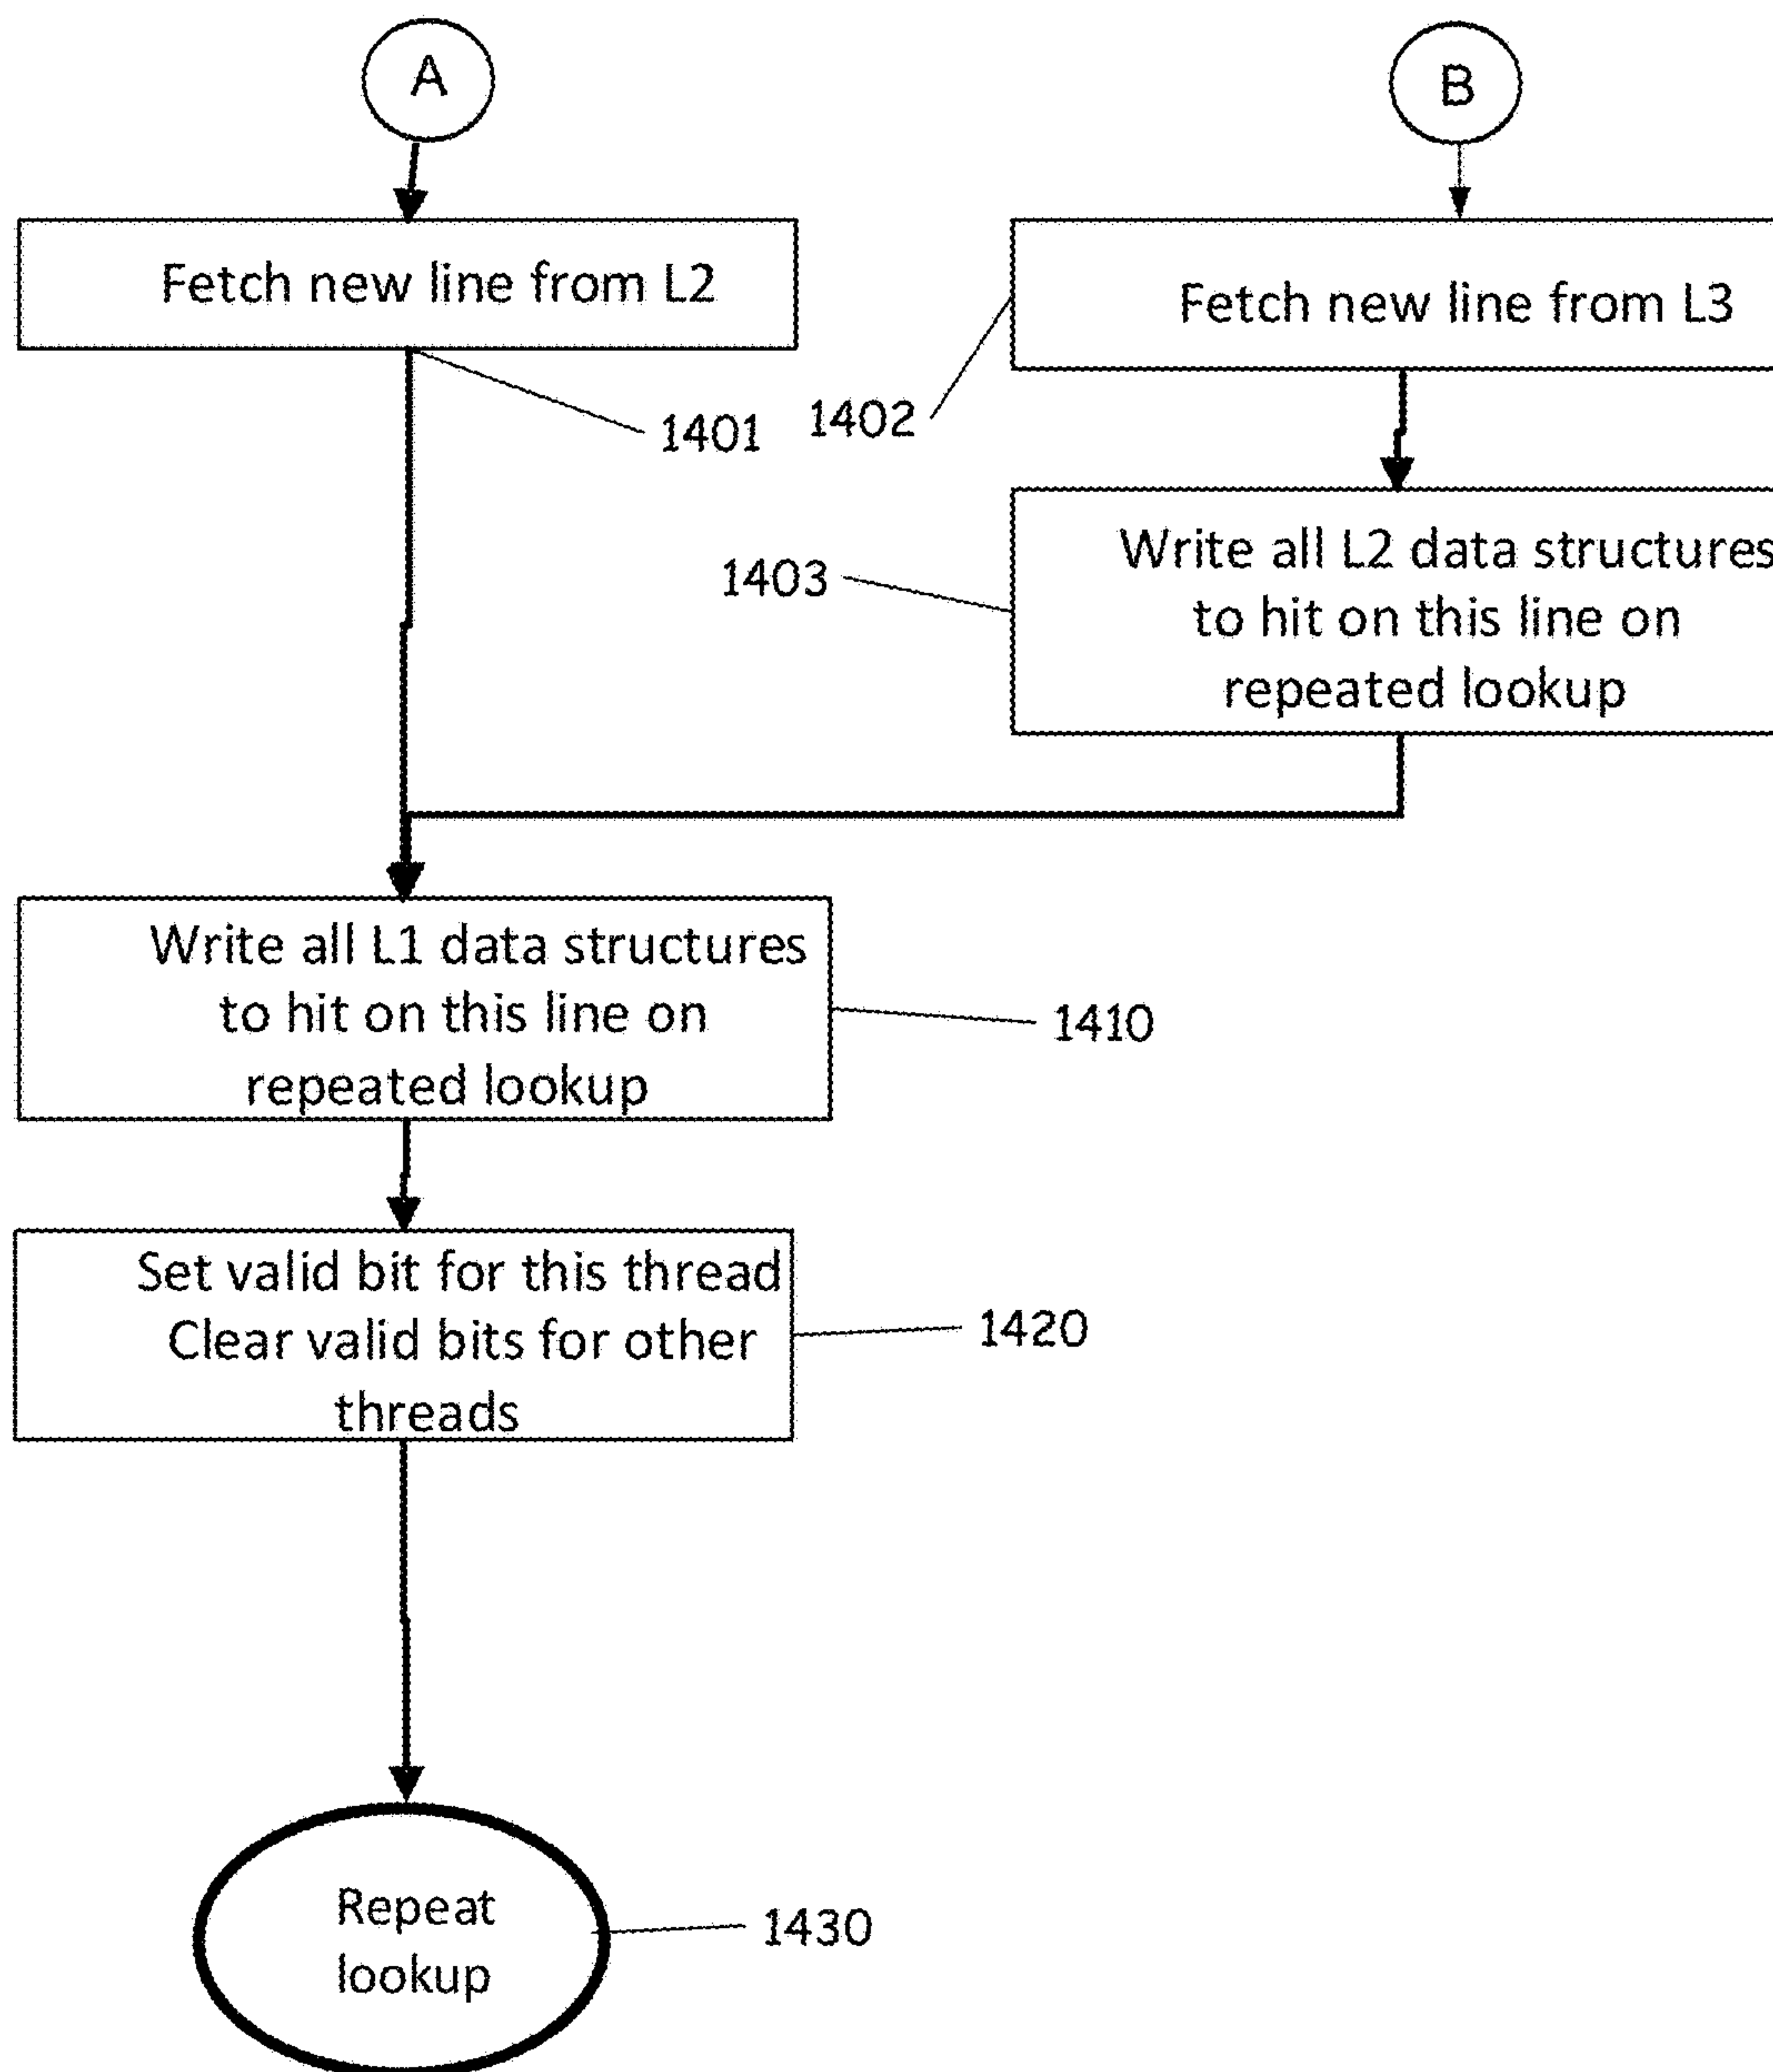 A
B
Fetch new line from L2
Fetch new line from L3
1401
1402
Write all L2 data structures
to hit on this line on
repeated lookup
1403
Write all L1 data structures
to hit on this line on
repeated lookup
1410
Set valid bit for this thread
Clear valid bits for other
threads
1420
Repeat
lookup
1430